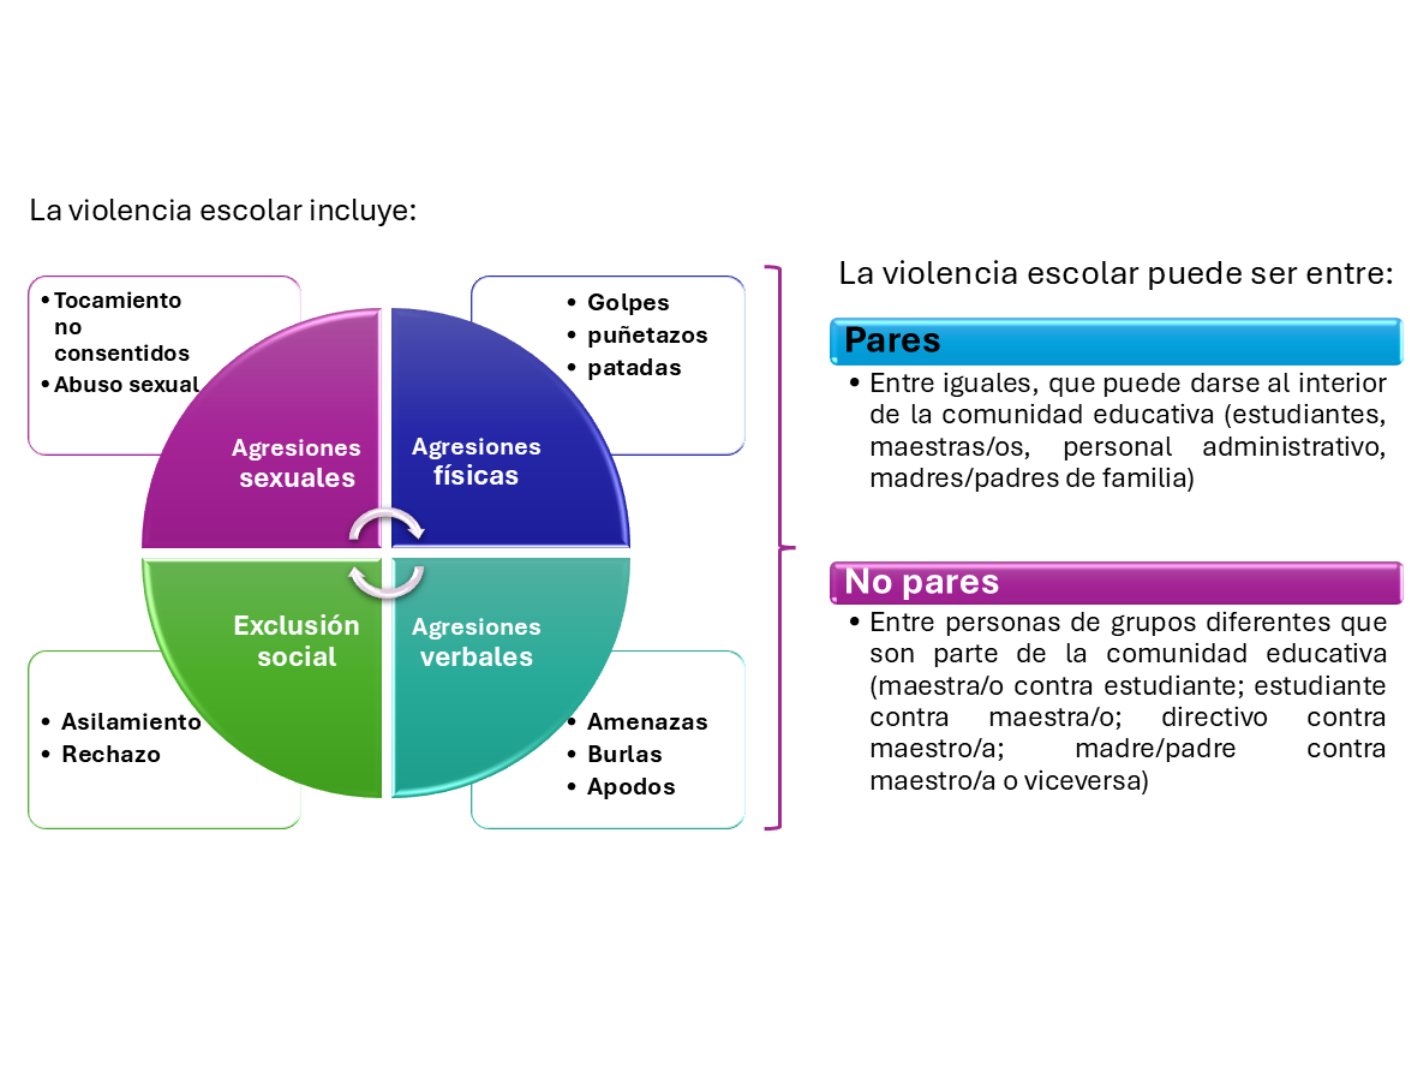 La violencia escolar incluye:
• Tocamiento
no
consentidos
• Abuso sexual
• Golpes
• puñetazos
• patadas
Agresiones
sexuales
Agresiones
físicas
Exclusión
social
Agresiones
verbales
• Asilamiento
• Rechazo
• Amenazas
• Burlas
• Apodos
La violencia escolar puede ser entre:
Pares
• Entre iguales, que puede darse al interior
de la comunidad educativa (estudiantes,
maestras/os, personal administrativo,
madres/padres de familia)
No pares
• Entre personas de grupos diferentes que
son parte de la comunidad educativa
(maestra/o contra estudiante; estudiante
contra maestra/o; directivo contra
maestro/a; madre/padre contra
maestro/a o viceversa)